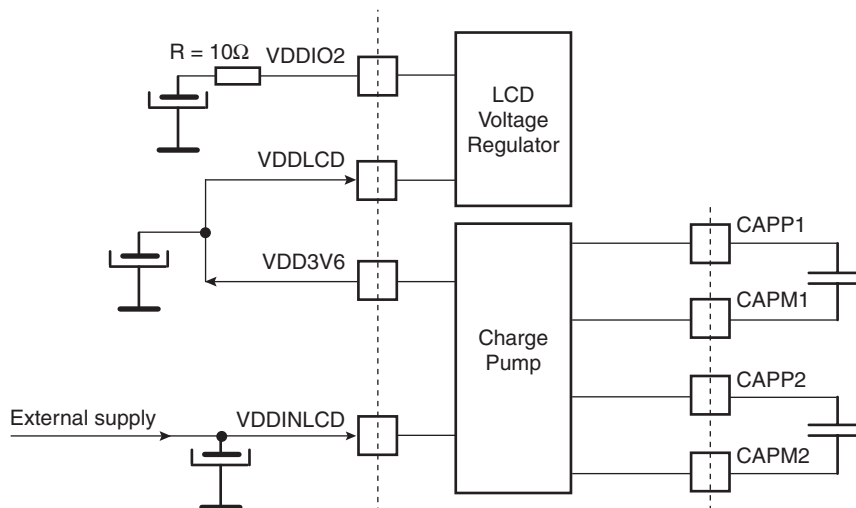 R = 10Ω
VDDIO2
LCD
Voltage
Regulator
VDDLCD
CAPP1
VDD3V6
CAPM1
Charge
Pump
CAPP2
External supply
VDDINLCD
CAPM2